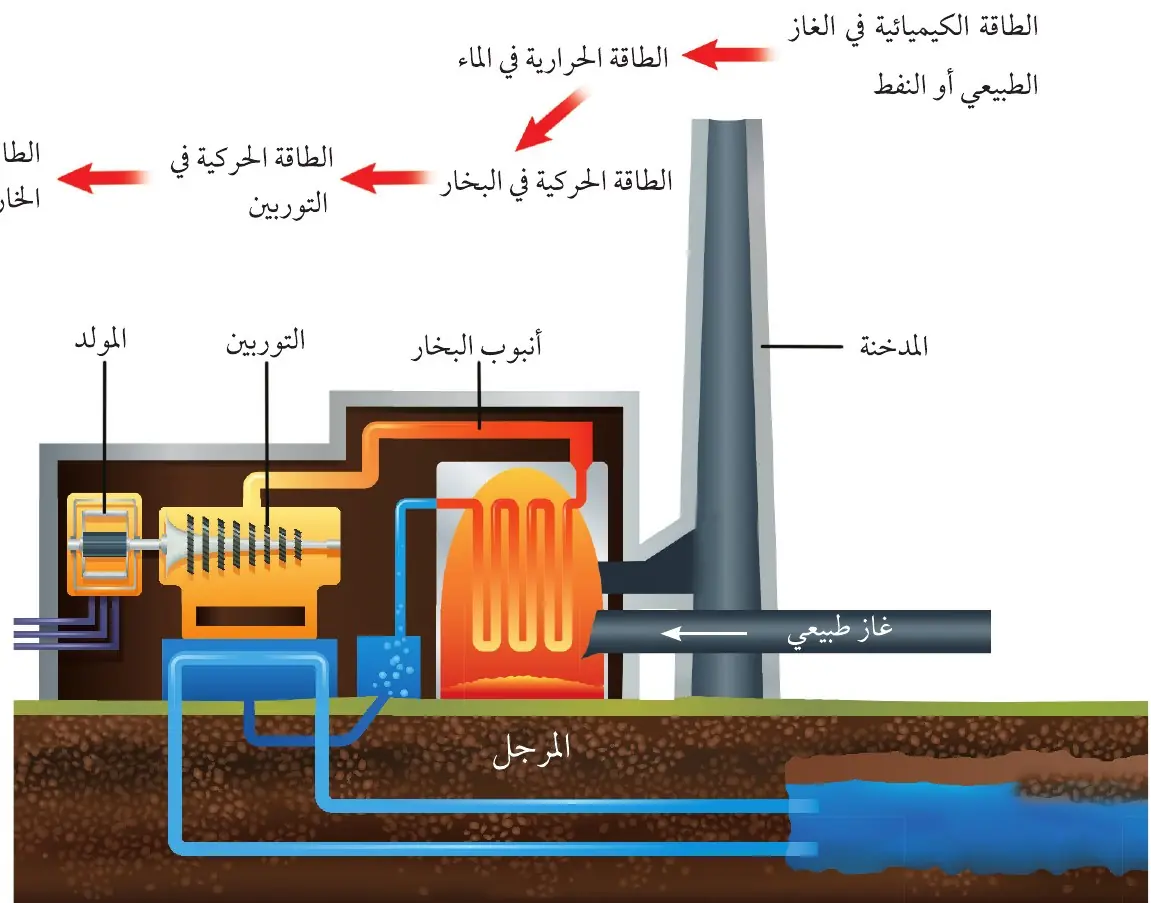 الطاقة الكيميائية في الغاز
الطبيعي أو النفط
الطاقة الحرارية في الماء
الطاقة الحركية في البخار
الطاقة الحركية في
التوربين
المدخنة
أنبوب البخار
التوربين
المولد
غاز طبيعي
المرجل